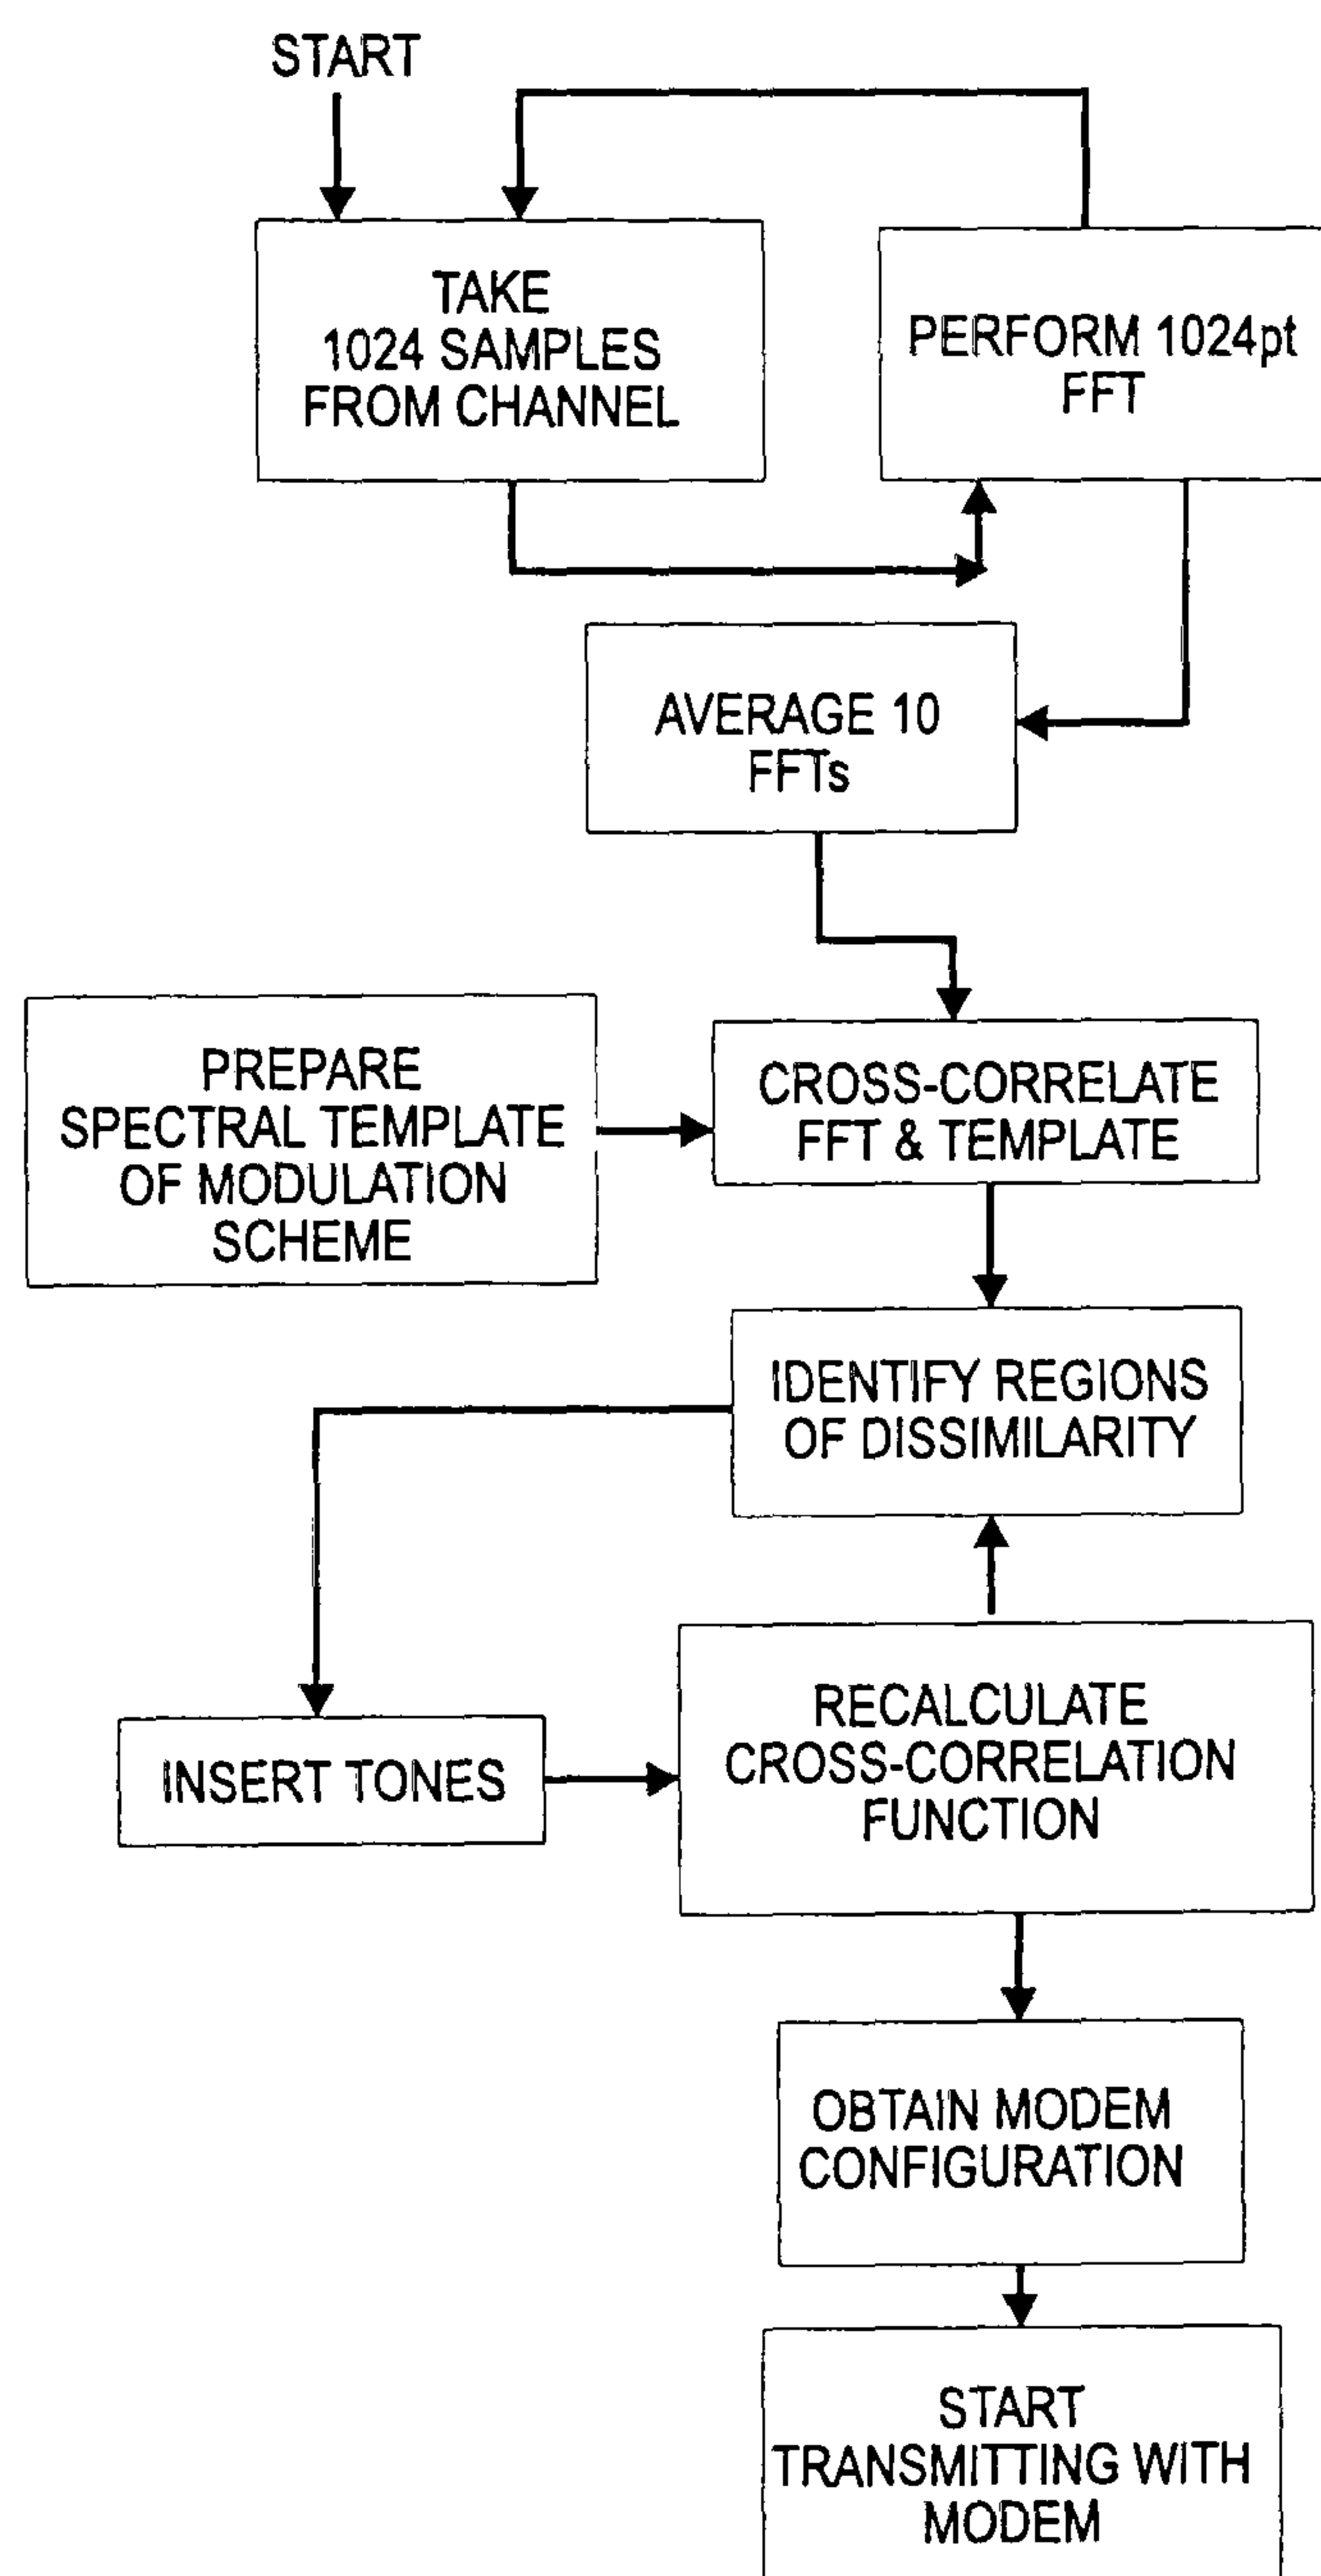 START
TAKE
1024 SAMPLES
FROM CHANNEL
PERFORM 1024pt
FFT
AVERAGE 10
FFTs
PREPARE
SPECTRAL TEMPLATE
OF MODULATION
SCHEME
CROSS-CORRELATE
FFT & TEMPLATE
IDENTIFY REGIONS
OF DISSIMILARITY
INSERT TONES
RECALCULATE
CROSS-CORRELATION
FUNCTION
OBTAIN MODEM
CONFIGURATION
START
TRANSMITTING WITH
MODEM